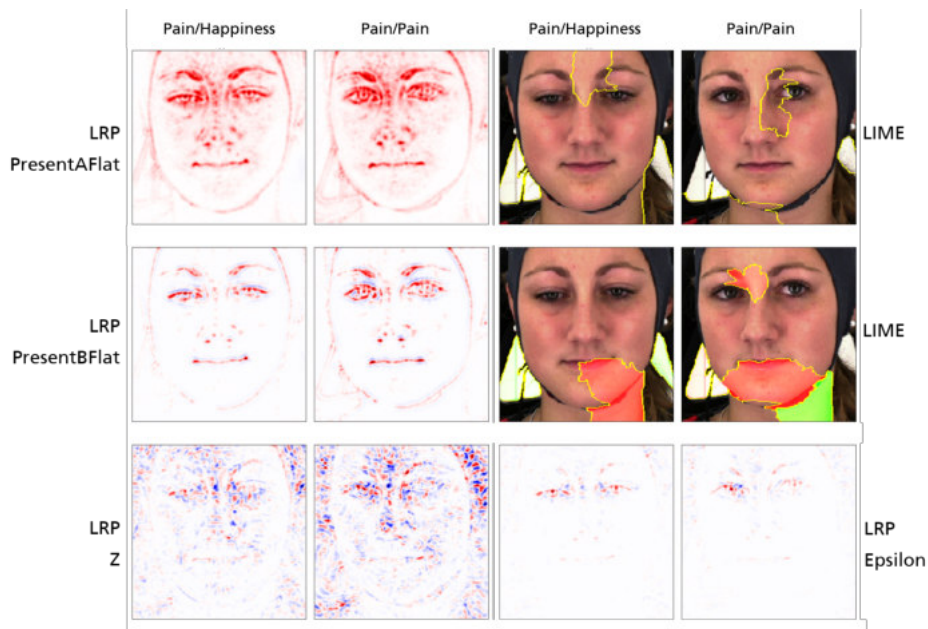 Pain/Happiness
Pain/Pain
Pain/Happiness
Pain/Pain
LRP
PresentAFlat
LIME
LRP
PresentBFlat
LIME
LRP
Z
LRP
Epsilon